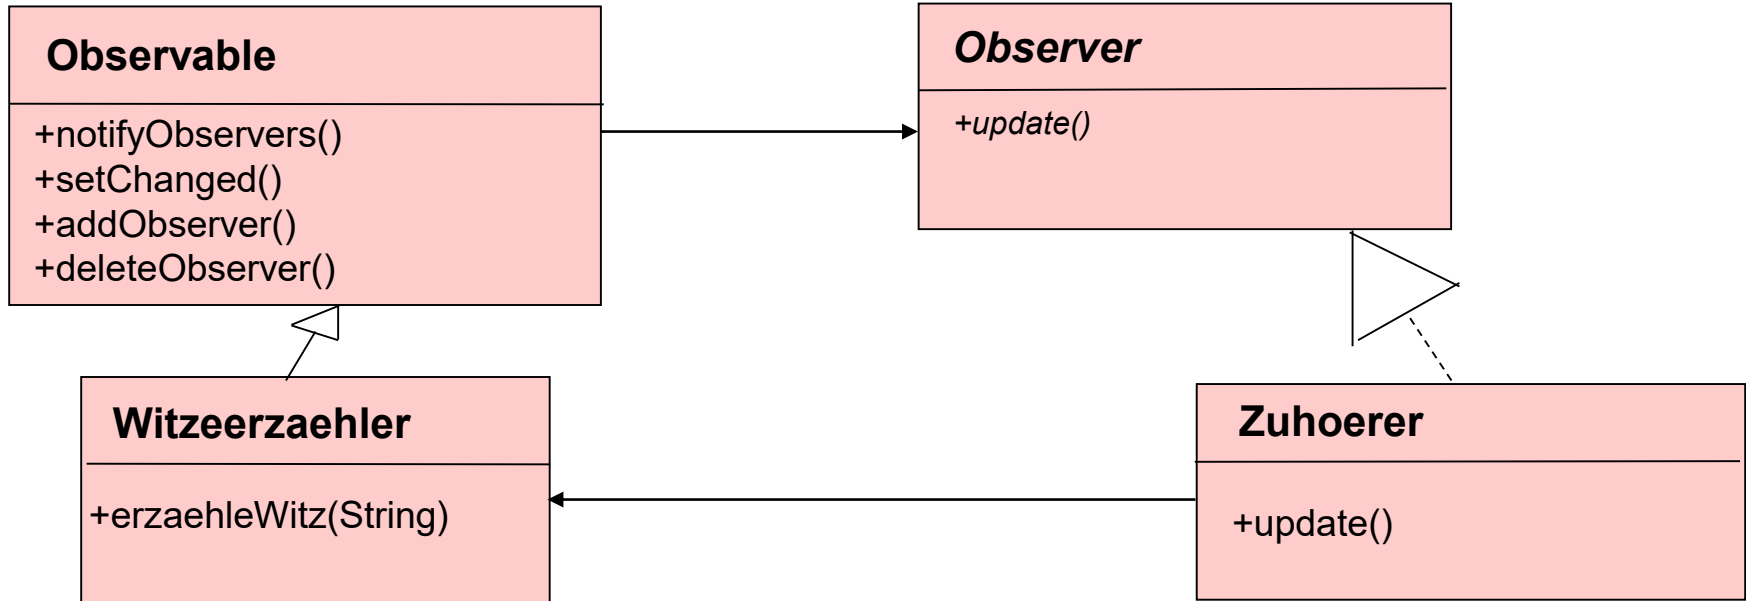 Observable
+notifyObservers()
+setChanged()
+addObserver()
+deleteObserver()
Observer
+update()
Witzeerzaehler
+erzaehleWitz(String)
Zuhoerer
+update()